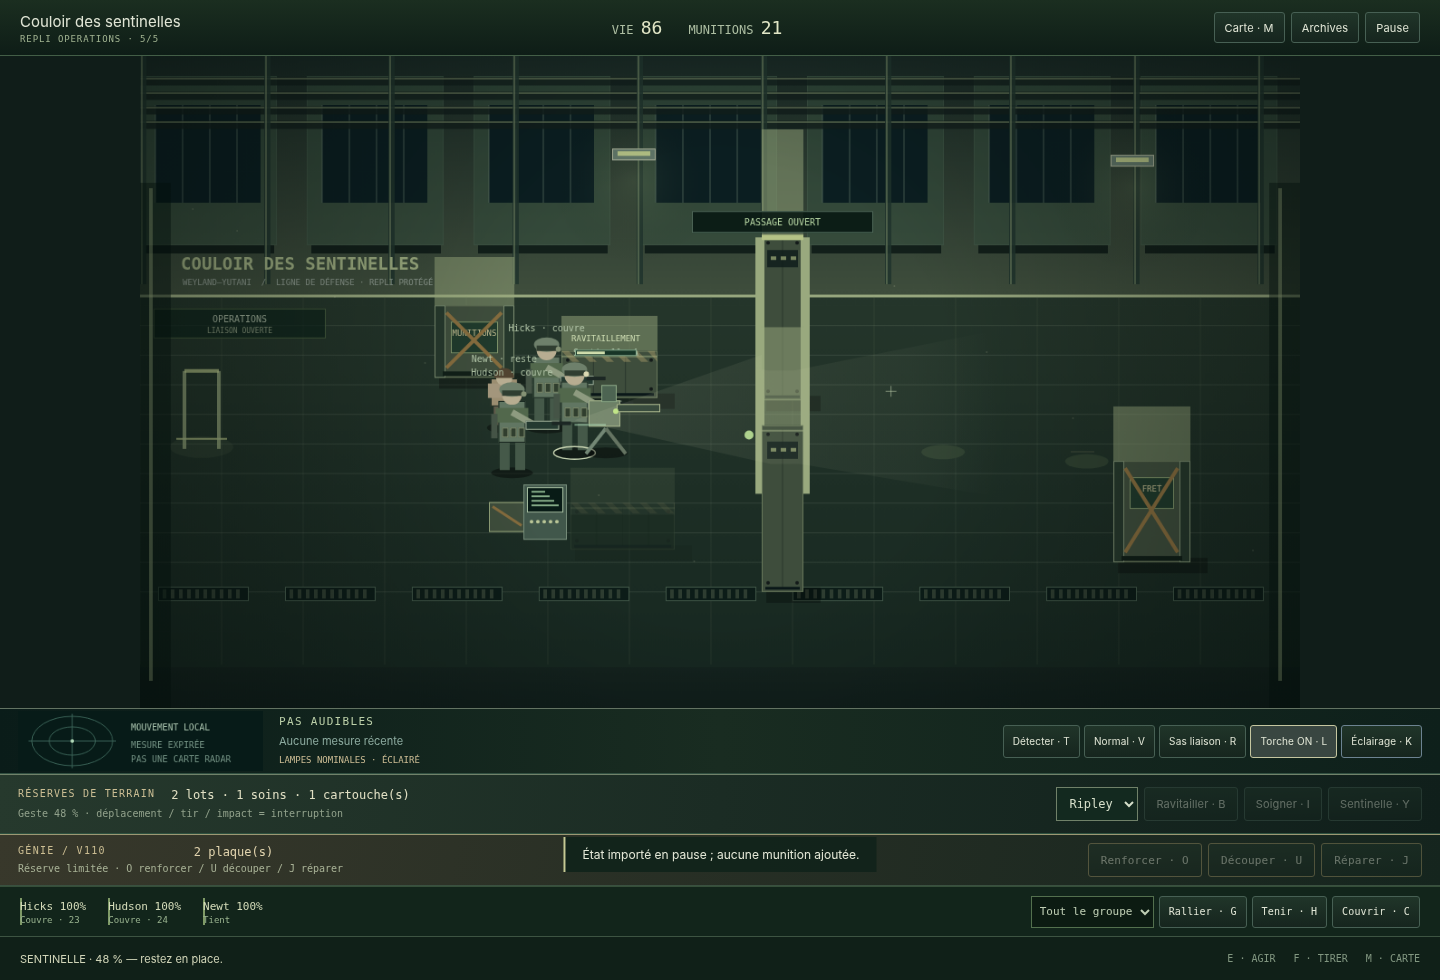 Couloir des sentinelles
REPLI OPERATIONS · 5/5
VIE 86 MUNITIONS 21
Carte · M
Archives
Pause
PASSAGE OUVERT
COULOIR DES SENTINELLES
WEYLAND-YUTANI / LIGNE DE DÉFENSE · REPLI PROTÉGÉ
OPERATIONS
LIAISON OUVERTE
MUNITIONS
Hicks · couvre
RAVITAILLEMENT
Newt · reste
Hudson · couvre
FRET
MOUVEMENT LOCAL
MESURE EXPIRÉE
PAS UNE CARTE RADAR
PAS AUDIBLES
Aucune mesure récente
LAMPES NOMINALES · ÉCLAIRÉ
Détecter · T
Normal · V
Sas liaison · R
Torche ON · L
Éclairage · K
RÉSERVES DE TERRAIN 2 lots · 1 soins · 1 cartouche(s)
Geste 48 % · déplacement / tir / impact = interruption
Ripley
Ravitailler · B
Soigner · I
Sentinelle · Y
GÉNIE / V110 2 plaque(s)
Réserve limitée · O renforcer / U découper / J réparer
État importé en pause ; aucune munition ajoutée.
Renforcer · O
Découper · U
Réparer · J
Hicks 100%
Couvre · 23
Hudson 100%
Couvre · 24
Newt 100%
Tient
Tout le groupe
Rallier · G
Tenir · H
Couvrir · C
SENTINELLE · 48 % — restez en place.
E · AGIR F · TIRER M · CARTE